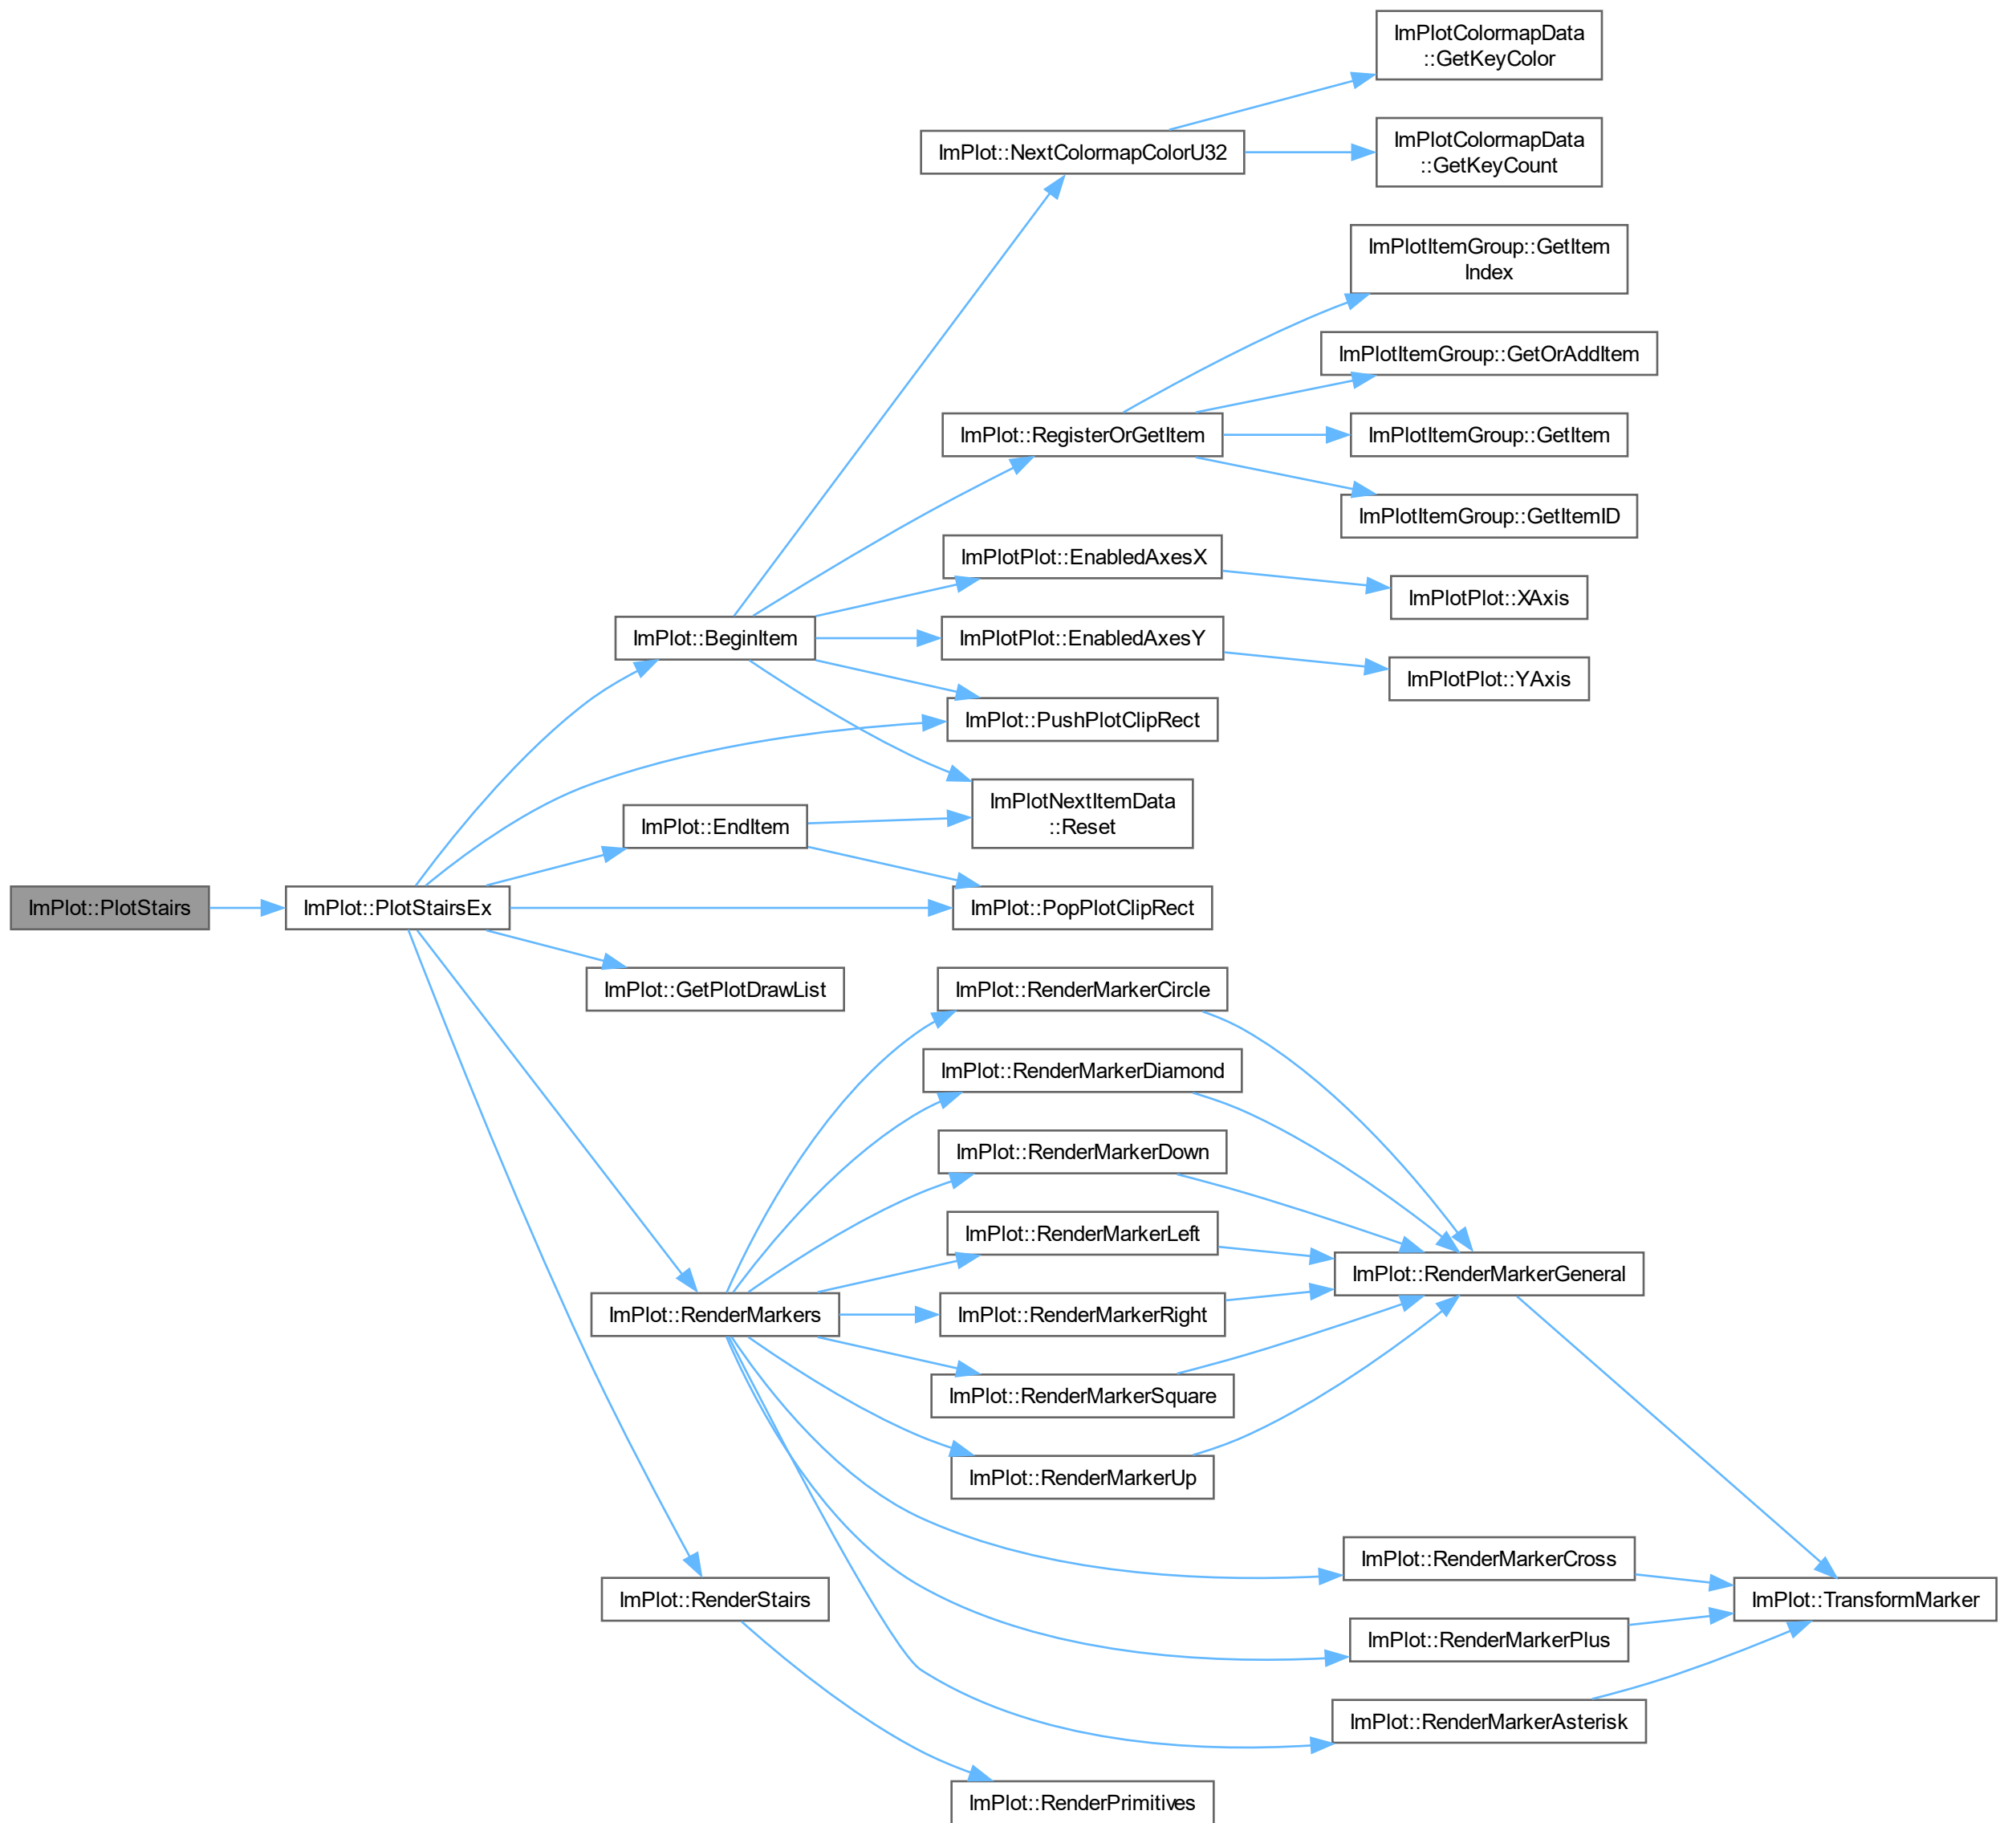 ImPlotColormapData
::GetKeyColor
ImPlot::NextColormapColorU32
ImPlotColormapData
::GetKeyCount
ImPlotItemGroup::GetItem
Index
ImPlotItemGroup::GetOrAddItem
ImPlot::RegisterOrGetItem
ImPlotItemGroup::GetItem
ImPlotItemGroup::GetItemID
ImPlotPlot::EnabledAxesX
ImPlotPlot::XAxis
ImPlot::BeginItem
ImPlotPlot::EnabledAxesY
ImPlotPlot::YAxis
ImPlot::PushPlotClipRect
ImPlotNextItemData
::Reset
ImPlot::EndItem
ImPlot::PlotStairs
ImPlot::PlotStairsEx
ImPlot::PopPlotClipRect
ImPlot::GetPlotDrawList
ImPlot::RenderMarkerCircle
ImPlot::RenderMarkerDiamond
ImPlot::RenderMarkerDown
ImPlot::RenderMarkerLeft
ImPlot::RenderMarkerGeneral
ImPlot::RenderMarkers
ImPlot::RenderMarkerRight
ImPlot::RenderMarkerSquare
ImPlot::RenderMarkerUp
ImPlot::RenderMarkerCross
ImPlot::RenderStairs
ImPlot::TransformMarker
ImPlot::RenderMarkerPlus
ImPlot::RenderMarkerAsterisk
ImPlot::RenderPrimitives